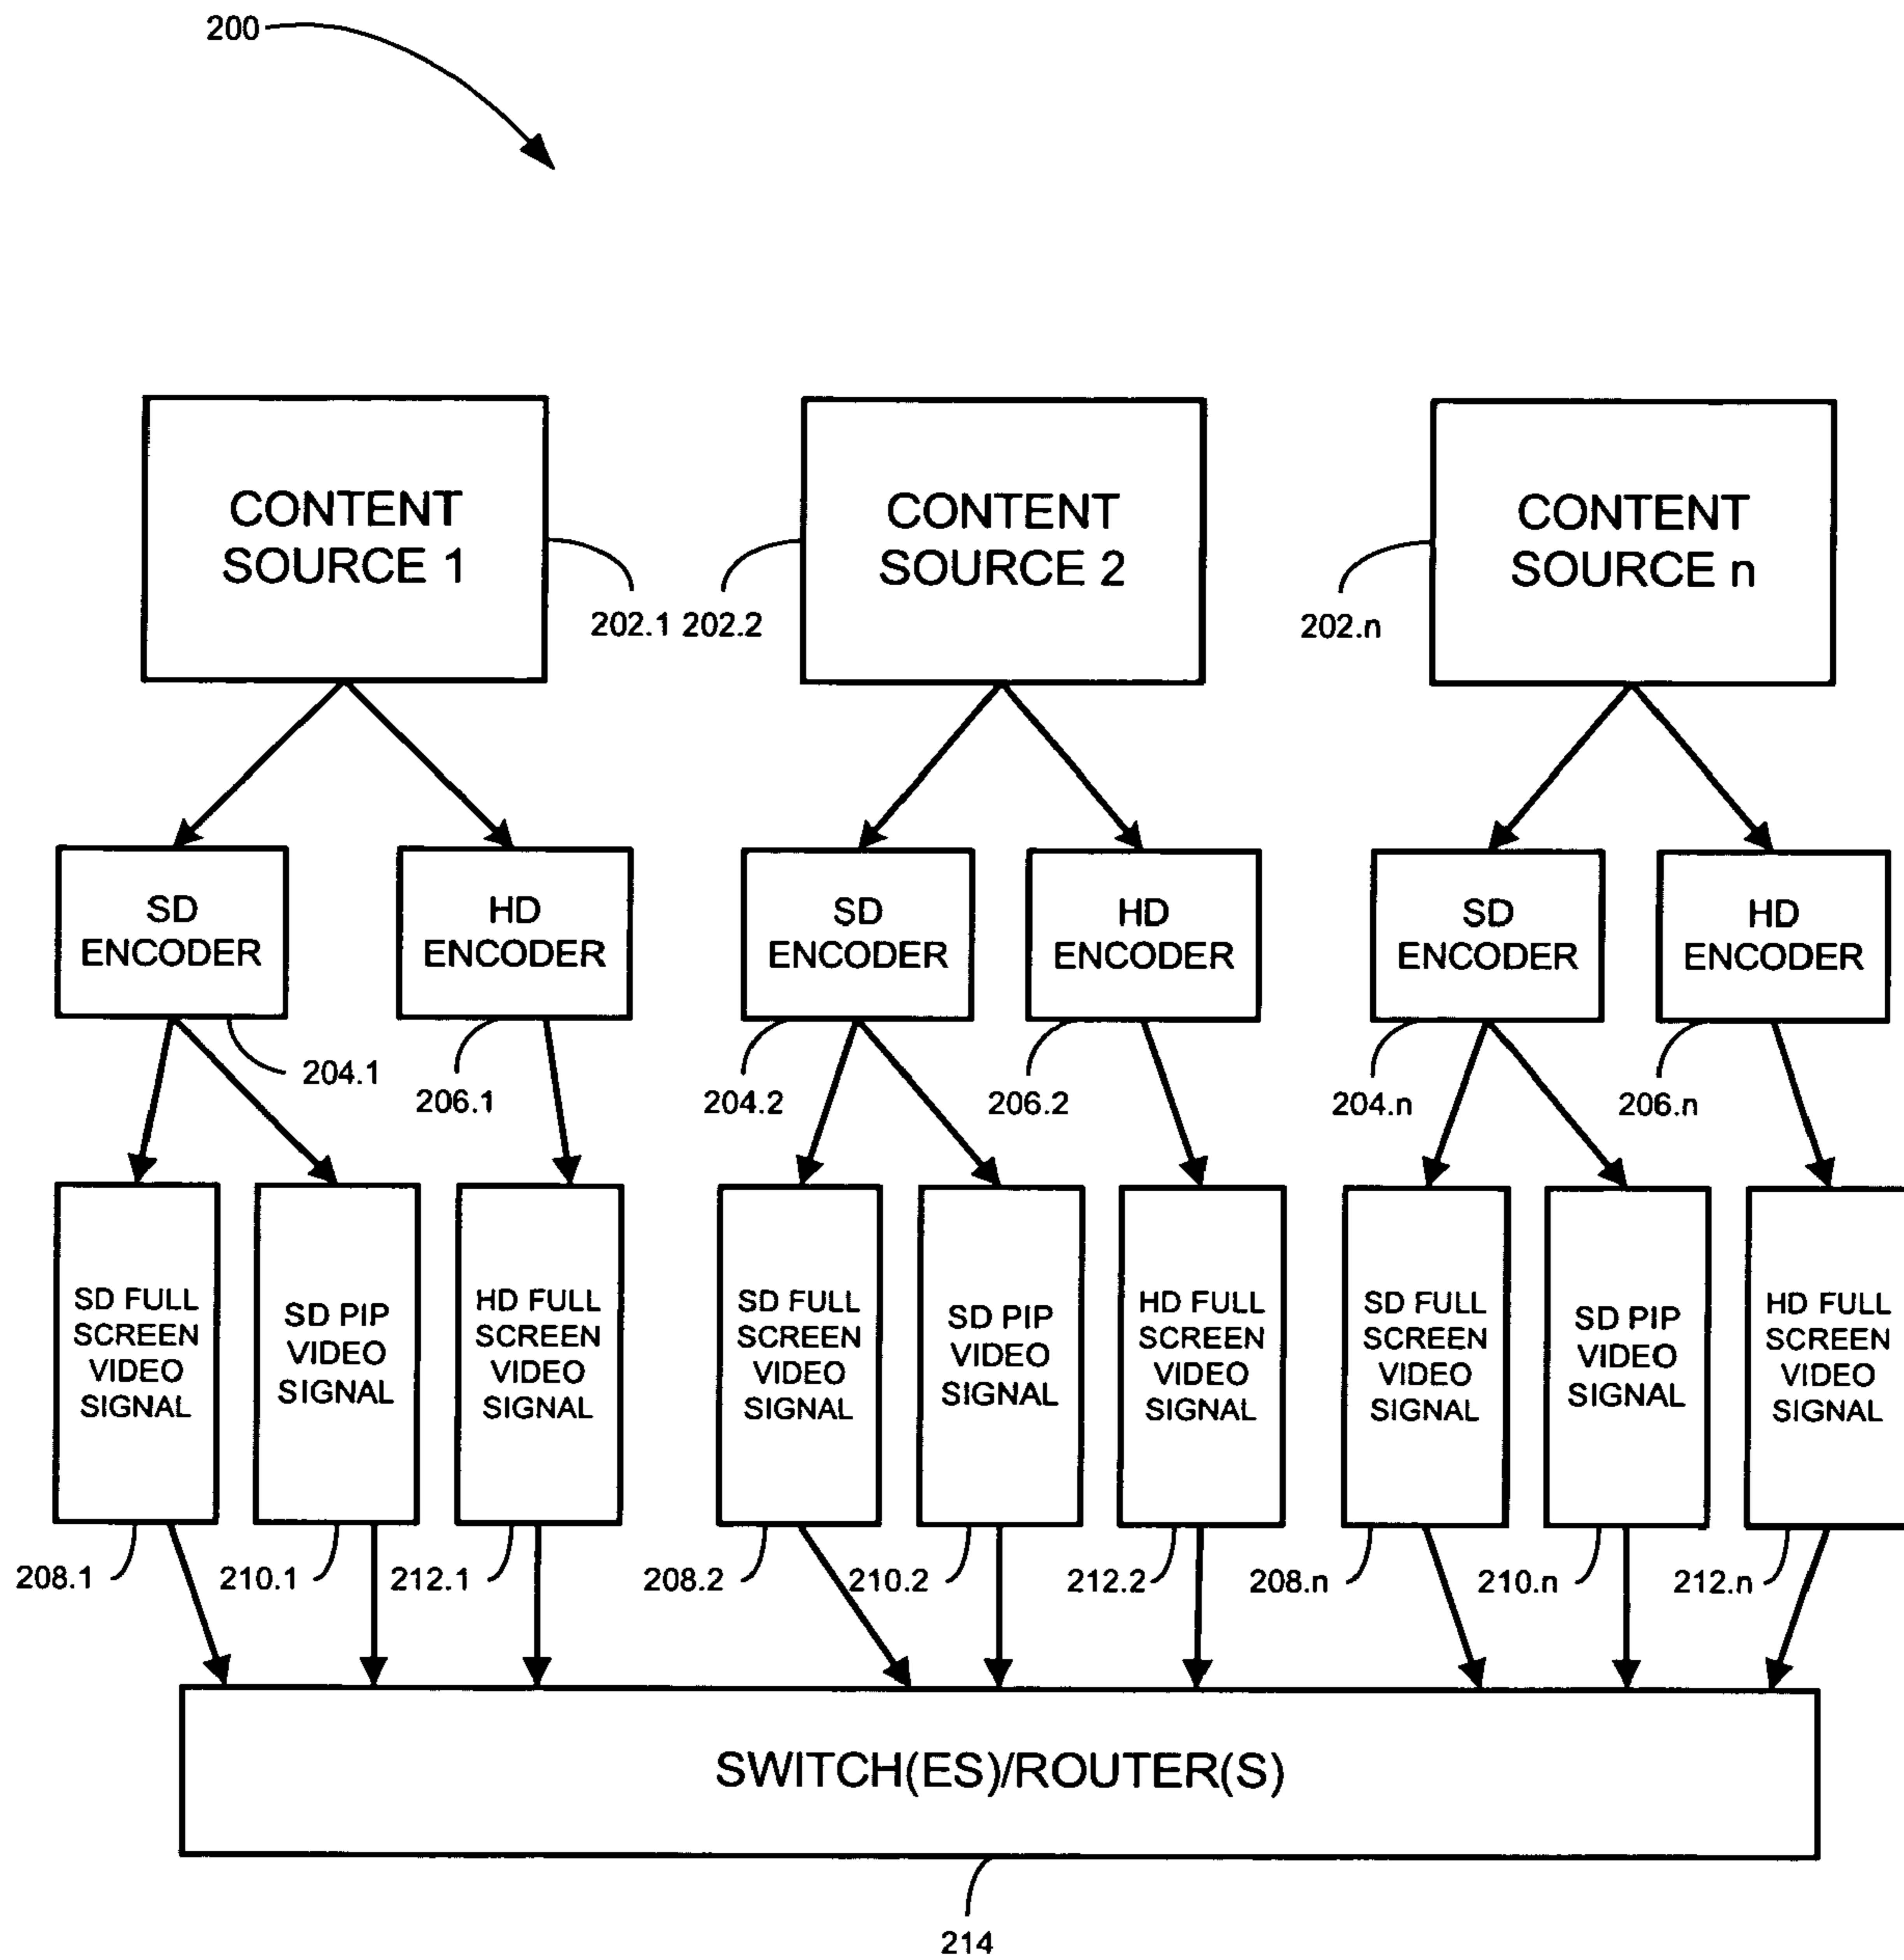 200
CONTENT
SOURCE 1
CONTENT
SOURCE 2
CONTENT
SOURCE n
202.1
202.2
202.n
SD
ENCODER
HD
ENCODER
SD
ENCODER
HD
ENCODER
SD
ENCODER
HD
ENCODER
204.1
206.1
204.2
206.2
204.n
206.n
SD FULL
SCREEN
VIDEO
SIGNAL
SD PIP
VIDEO
SIGNAL
HD FULL
SCREEN
VIDEO
SIGNAL
SD FULL
SCREEN
VIDEO
SIGNAL
SD PIP
VIDEO
SIGNAL
HD FULL
SCREEN
VIDEO
SIGNAL
SD FULL
SCREEN
VIDEO
SIGNAL
SD PIP
VIDEO
SIGNAL
HD FULL
SCREEN
VIDEO
SIGNAL
208.1
210.1
212.1
208.2
210.2
212.2
208.n
210.n
212.n
SWITCH(ES)/ROUTER(S)
214